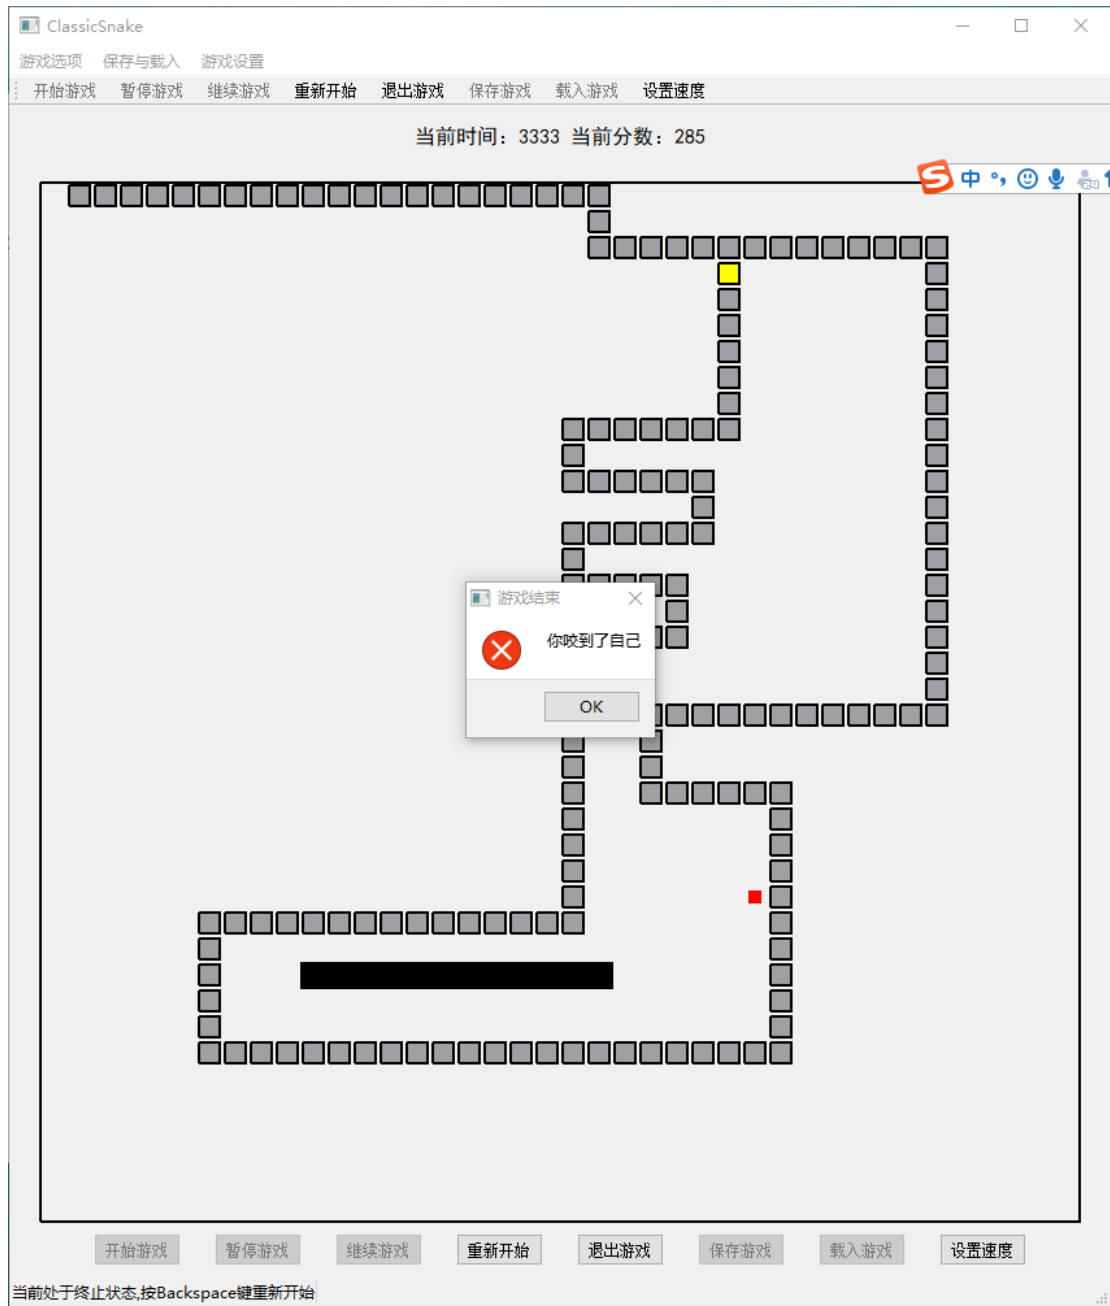 ClassicSnake
游戏选项 保存与载入 游戏设置
开始游戏 暂停游戏 继续游戏 重新开始 退出游戏 保存游戏 载入游戏 设置速度
当前时间：3333 当前分数：285
S 中
游戏结束
你咬到了自己
OK
开始游戏 暂停游戏 继续游戏 重新开始 退出游戏 保存游戏 载入游戏 设置速度
当前处于终止状态,按Backspace键重新开始